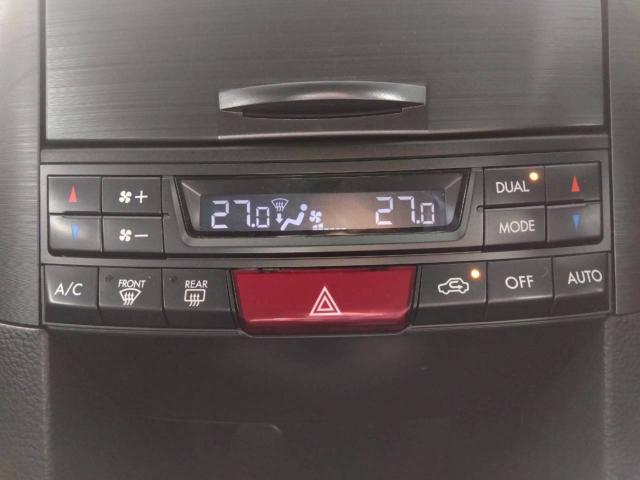 DUAL
27.0 27.0
MODE
A/C FRONT REAR OFF AUTO